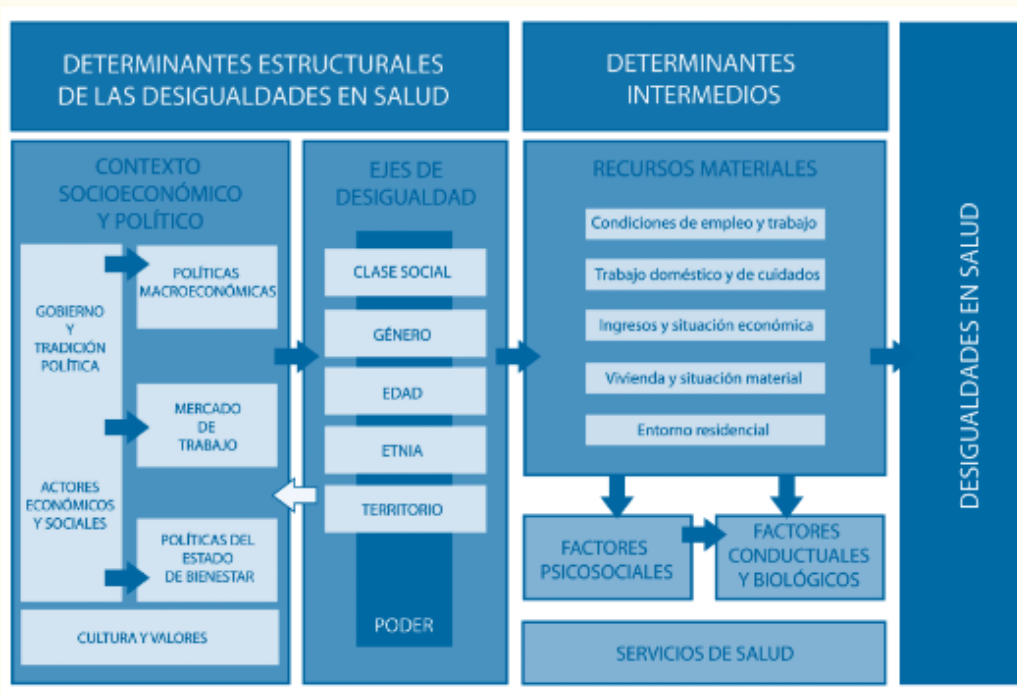 DETERMINANTES ESTRUCTURALES
DE LAS DESIGUALDADES EN SALUD
CONTEXTO
SOCIOECONÓMICO
Y POLÍTICO
GOBIERNO
Y
TRADICIÓN
POLÍTICA
ACTORES
ECONÓMICOS
Y SOCIALES
POLÍTICAS
MACROECONÓMICAS
MERCADO
DE
TRABAJO
POLÍTICAS DEL
ESTADO
DE BIENESTAR
CULTURA Y VALORES
EJES DE
DESIGUALDAD
CLASE SOCIAL
GÉNERO
EDAD
ETNIA
TERRITORIO
PODER
DETERMINANTES
INTERMEDIOS
RECURSOS MATERIALES
Condiciones de empleo y trabajo
Trabajo doméstico y de cuidados
Ingresos y situación económica
Vivienda y situación material
Entorno residencial
FACTORES
PSICOSOCIALES
FACTORES
CONDUCTUALES
Y BIOLÓGICOS
SERVICIOS DE SALUD
DESIGUALDADES EN SALUD